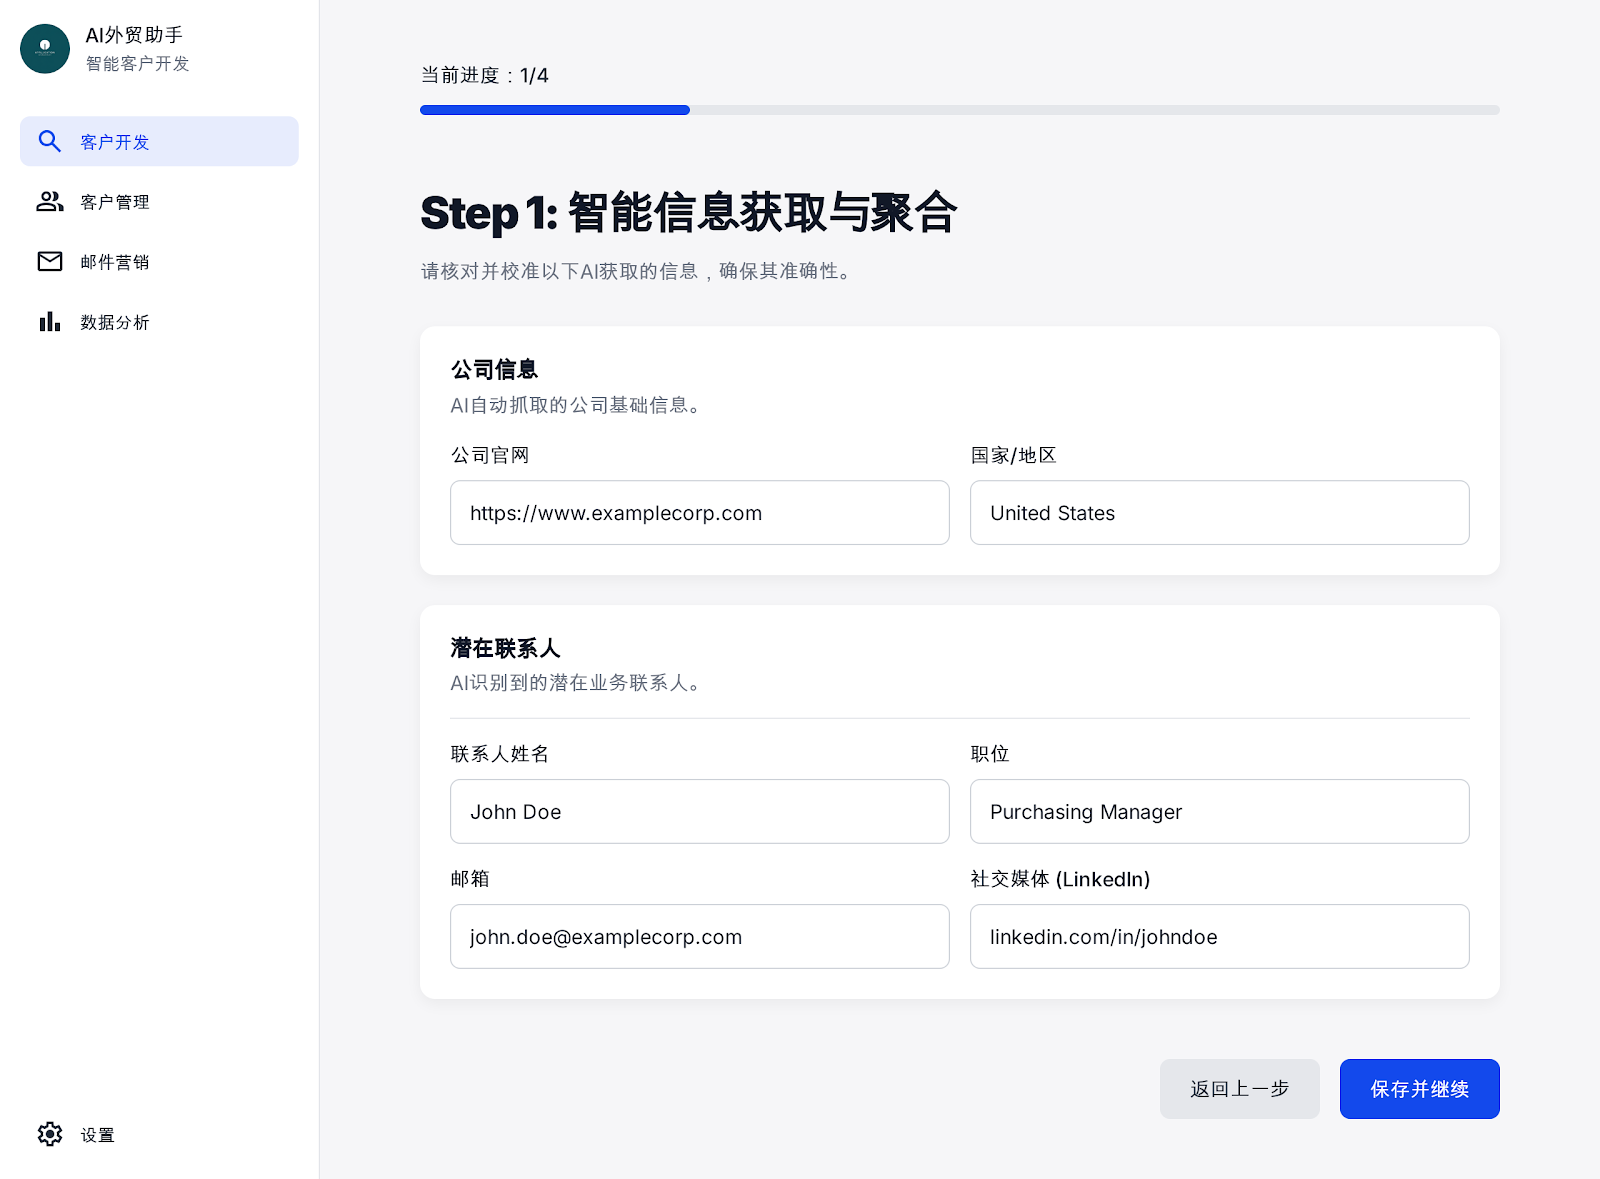 AI外贸助手
智能客户开发
客户开发
客户管理
邮件营销
数据分析
设置
当前进度：1/4
Step 1: 智能信息获取与聚合
请核对并校准以下AI获取的信息，确保其准确性。
公司信息
AI自动抓取的公司基础信息。
公司官网
国家/地区
https://www.examplecorp.com
United States
潜在联系人
AI识别到的潜在业务联系人。
联系人姓名
职位
John Doe
Purchasing Manager
邮箱
社交媒体 (LinkedIn)
john.doe@examplecorp.com
linkedin.com/in/johndoe
返回上一步
保存并继续